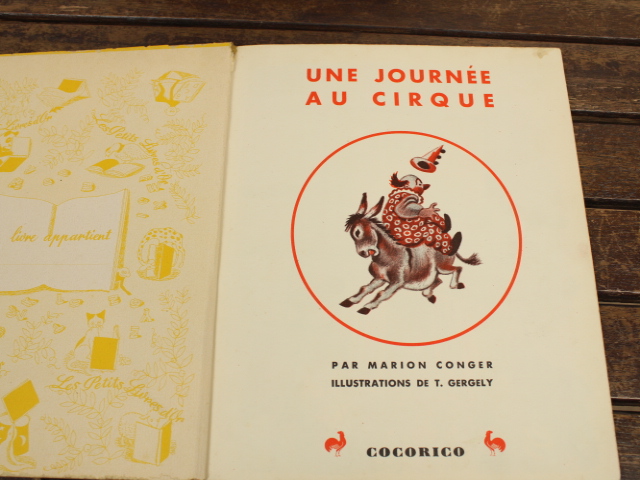 livre appartient
Les Petits Livres d'Or
UNE JOURNÉE
AU CIRQUE
PAR MARION CONGER
ILLUSTRATIONS DE T. GERGELY
COCORICO